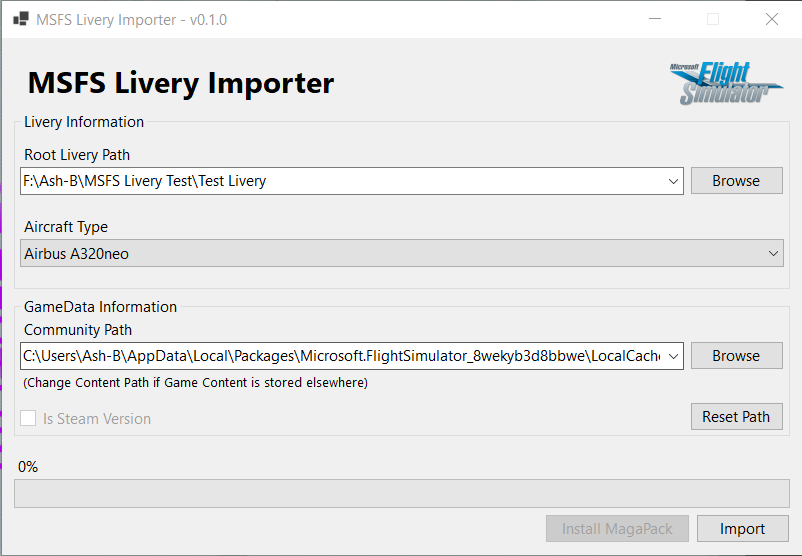 MSFS Livery Importer - v0.1.0
MSFS Livery Importer
Microsoft
Flight
Simulator
Livery Information
Root Livery Path
F:\Ash-B\MSFS Livery Test\Test Livery
Browse
Aircraft Type
Airbus A320neo
GameData Information
Community Path
C:\Users\Ash-B\AppData\Local\Packages\Microsoft.FlightSimulator_8wekyb3d8bbwe\LocalCache
Browse
(Change Content Path if Game Content is stored elsewhere)
Is Steam Version
Reset Path
0%
Install MagaPack
Import